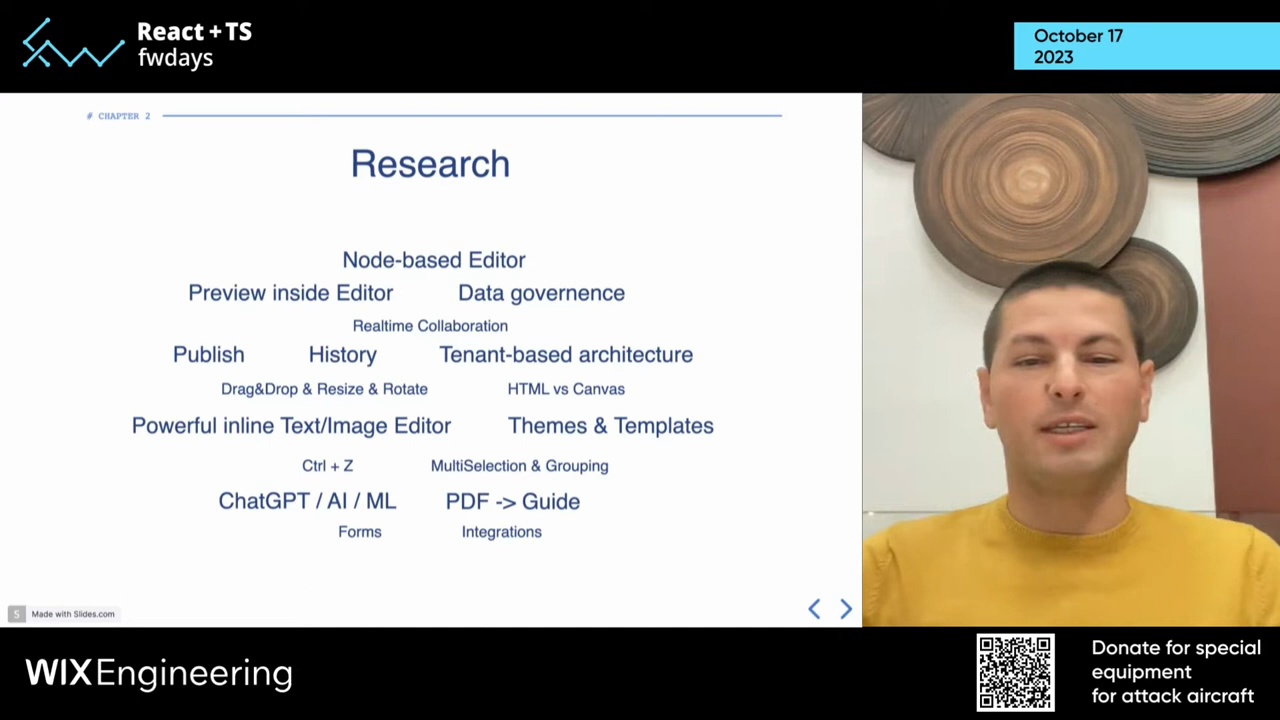 React + TS
fwdays
October 17
2023
# CHAPTER 2
Research
Node-based Editor
Preview inside Editor Data governence
Realtime Collaboration
Publish History Tenant-based architecture
Drag&Drop & Resize & Rotate HTML vs Canvas
Powerful inline Text/Image Editor Themes & Templates
Ctrl + Z MultiSelection & Grouping
ChatGPT / AI / ML PDF -> Guide
Forms Integrations
S Made with Slides.com
WIXEngineering
Donate for special
equipment
for attack aircraft